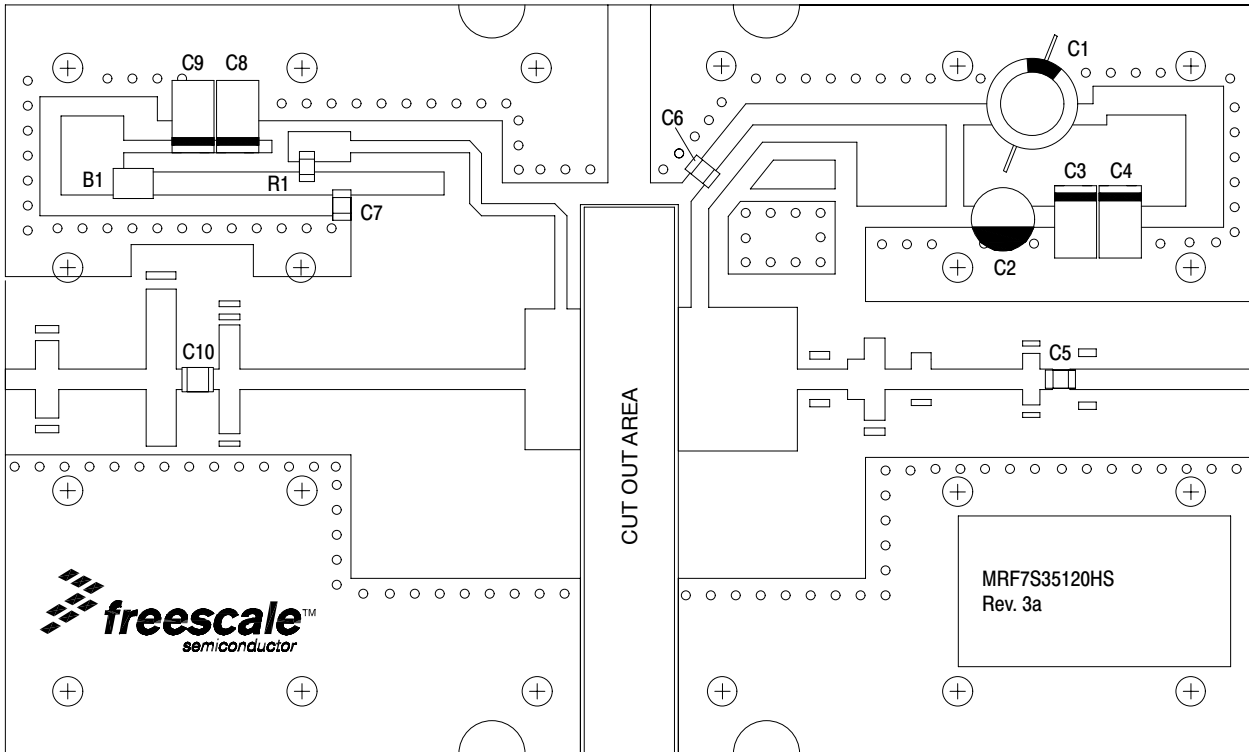 C9 C8
C1
C6
B1
R1
C7
C3 C4
C2
C10
C5
CUT OUT AREA
MRF7S35120HS
Rev. 3a
freescale™
semiconductor